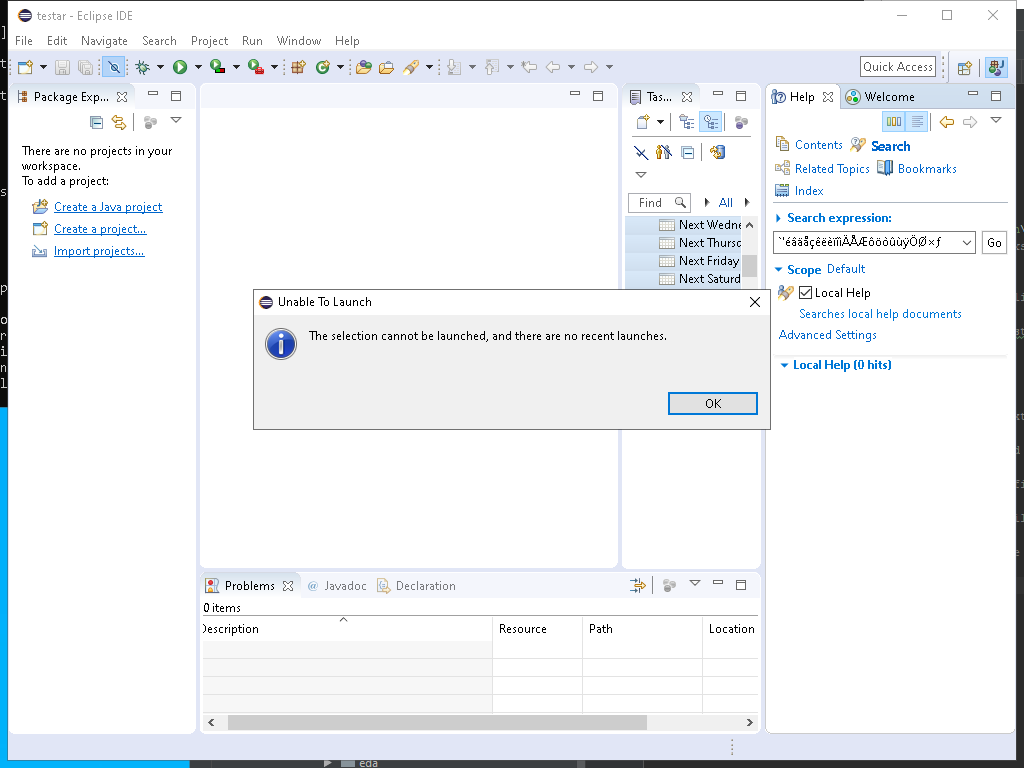 testar - Eclipse IDE
File Edit Navigate Search Project Run Window Help
Quick Access
Package Exp...
There are no projects in your
workspace.
To add a project:
Create a Java project
Create a project...
Import projects...
Tas...
Find
All
Next Wedne
Next Thursd
Next Friday
Next Saturd
Help
Welcome
Contents
Search
Related Topics
Bookmarks
Index
Search expression:
Go
Scope Default
Local Help
Searches local help documents
Advanced Settings
Local Help (0 hits)
Unable To Launch
The selection cannot be launched, and there are no recent launches.
OK
Problems
@ Javadoc
Declaration
0 items
Description Resource Path Location
eda